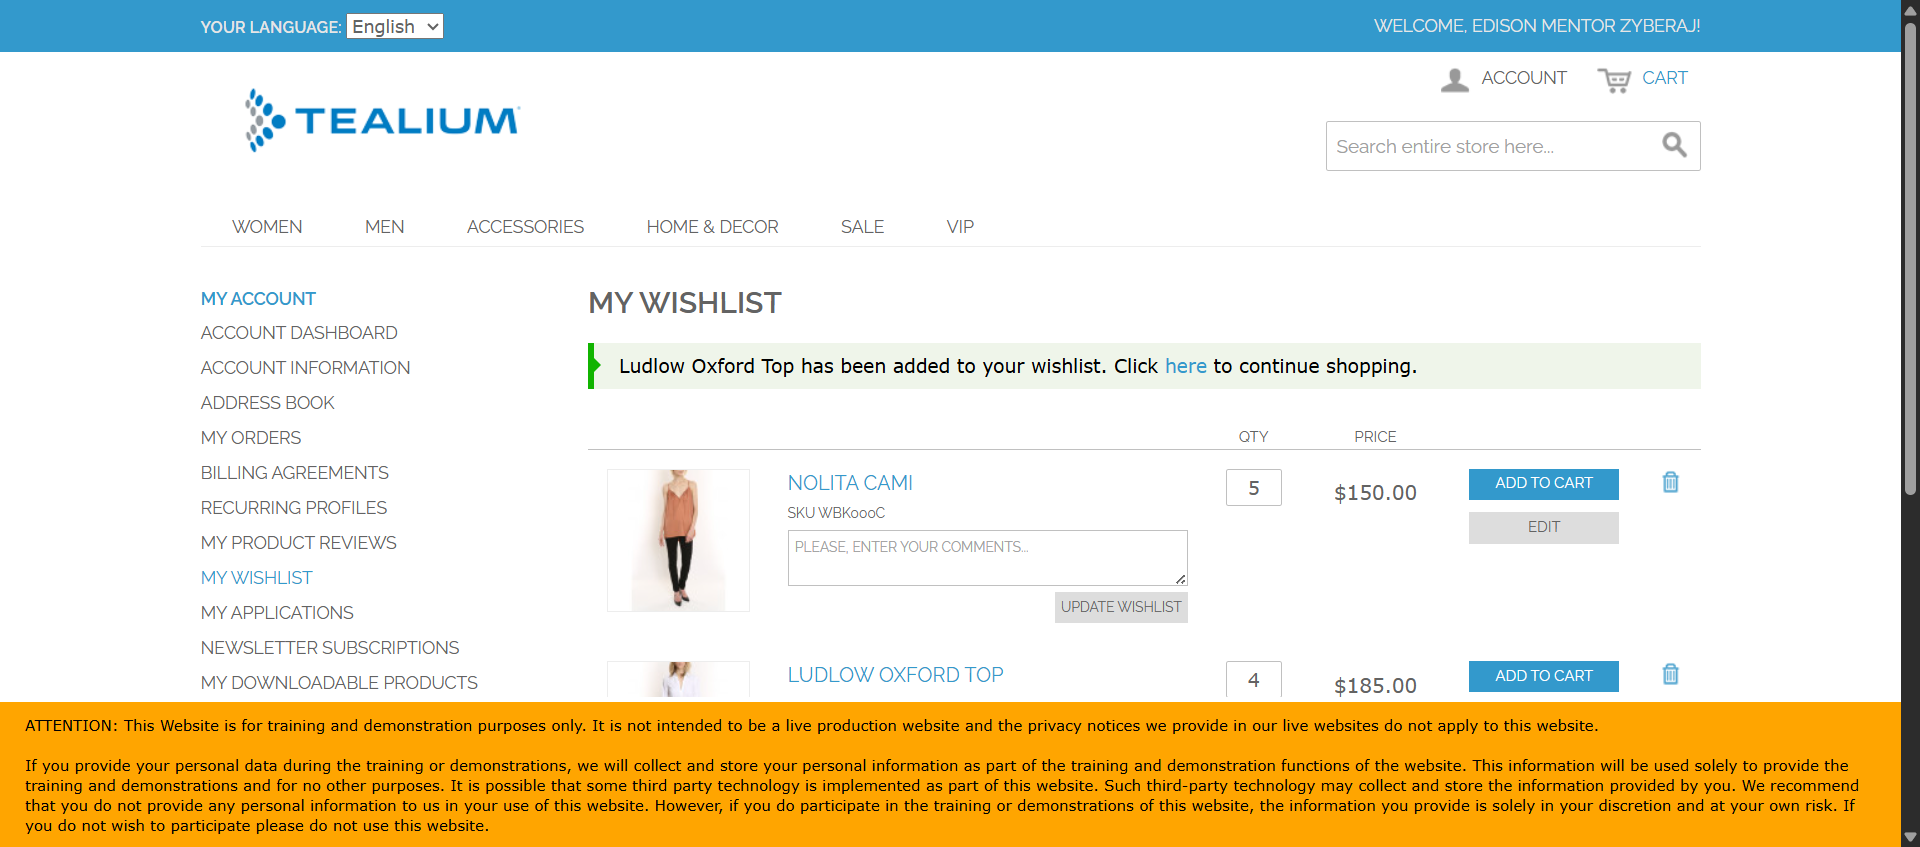 YOUR LANGUAGE: English
WELCOME, EDISON MENTOR ZYBERAJ!
TEALIUM
ACCOUNT
CART
Search entire store here...
WOMEN MEN ACCESSORIES HOME & DECOR SALE VIP
MY ACCOUNT
ACCOUNT DASHBOARD
ACCOUNT INFORMATION
ADDRESS BOOK
MY ORDERS
BILLING AGREEMENTS
RECURRING PROFILES
MY PRODUCT REVIEWS
MY WISHLIST
MY APPLICATIONS
NEWSLETTER SUBSCRIPTIONS
MY DOWNLOADABLE PRODUCTS
MY WISHLIST
Ludlow Oxford Top has been added to your wishlist. Click here to continue shopping.
QTY PRICE
NOLITA CAMI
SKU WBK000C
PLEASE, ENTER YOUR COMMENTS...
UPDATE WISHLIST
5
$150.00
ADD TO CART
EDIT
LUDLOW OXFORD TOP
4
$185.00
ADD TO CART
ATTENTION: This Website is for training and demonstration purposes only. It is not intended to be a live production website and the privacy notices we provide in our live websites do not apply to this website.
If you provide your personal data during the training or demonstrations, we will collect and store your personal information as part of the training and demonstration functions of the website. This information will be used solely to provide the
training and demonstrations and for no other purposes. It is possible that some third party technology is implemented as part of this website. Such third-party technology may collect and store the information provided by you. We recommend
that you do not provide any personal information to us in your use of this website. However, if you do participate in the training or demonstrations of this website, the information you provide is solely in your discretion and at your own risk. If
you do not wish to participate please do not use this website.